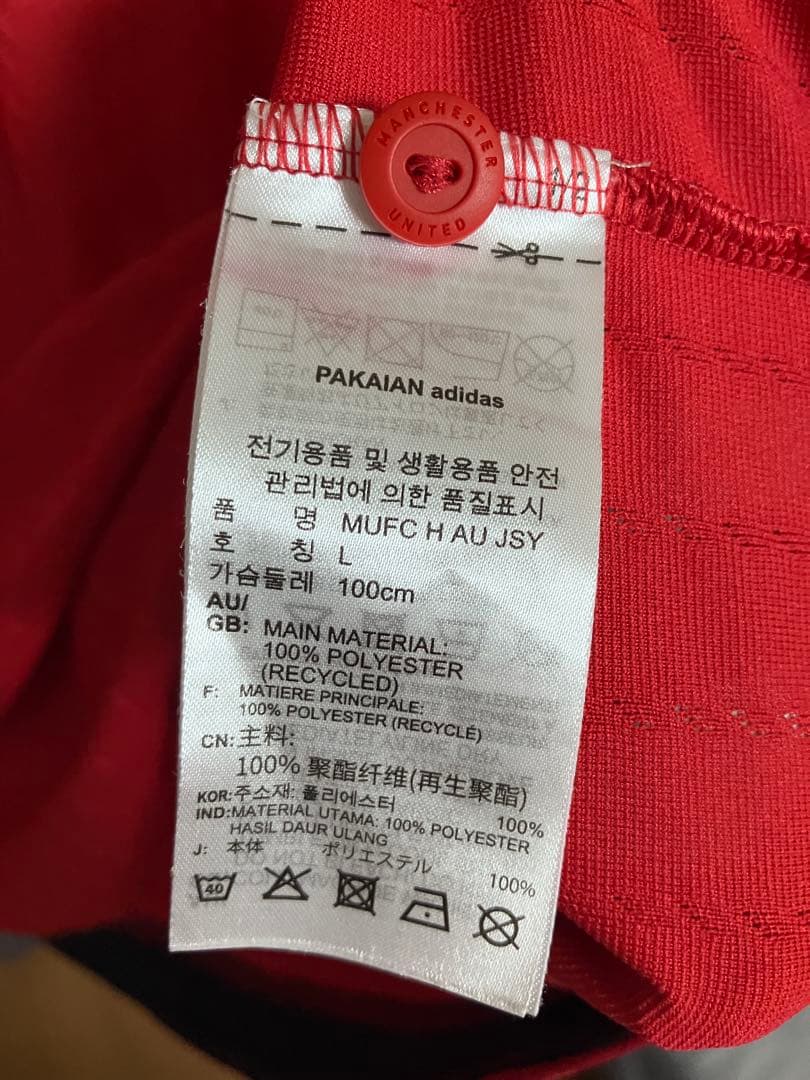 MANCHESTER
UNITED
1/2
PAKAIAN adidas
전기용품 및 생활용품 안전
관리법에 의한 품질표시
품 명 MUFC H AU JSY
호 칭 L
가슴둘레 100cm
AU/
GB: MAIN MATERIAL:
100% POLYESTER
(RECYCLED)
F: MATIERE PRINCIPALE:
100% POLYESTER (RECYCLÉ)
CN: 主料:
100% 聚酯纤维(再生聚酯)
KOR: 주소재: 폴리에스터 100%
IND: MATERIAL UTAMA: 100% POLYESTER
HASIL DAUR ULANG
J: 本体 ポリエステル 100%
40